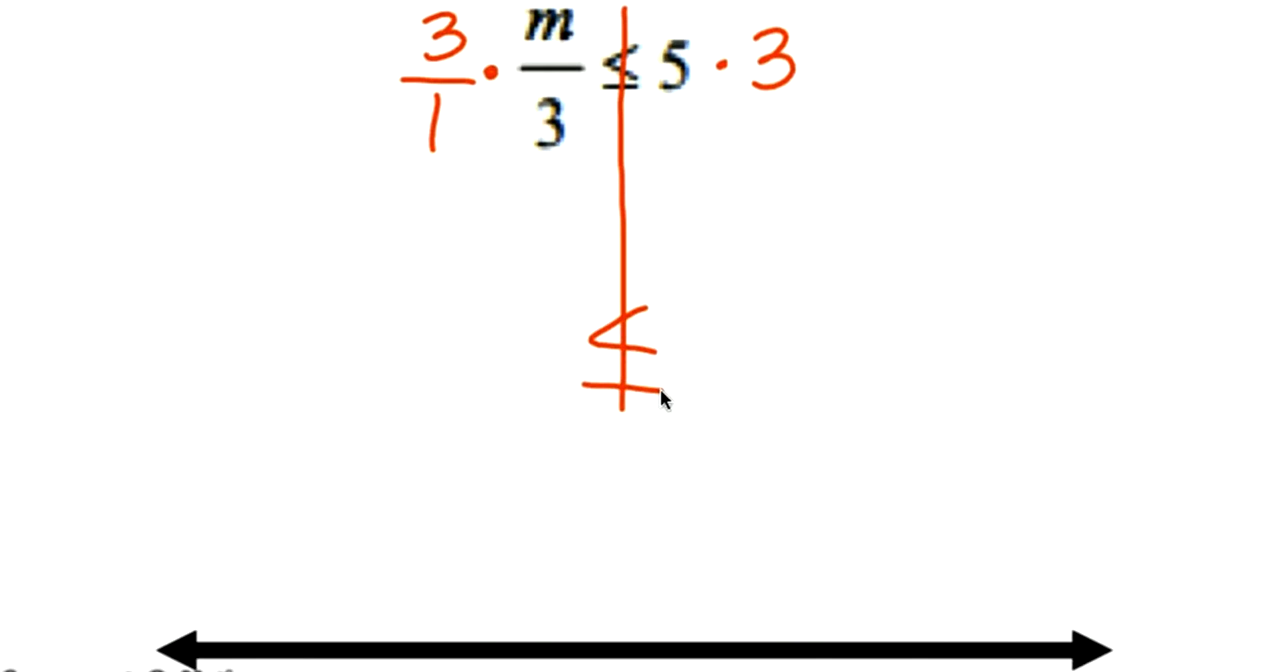 3/1 · m/3 ≤ 5 · 3
≤